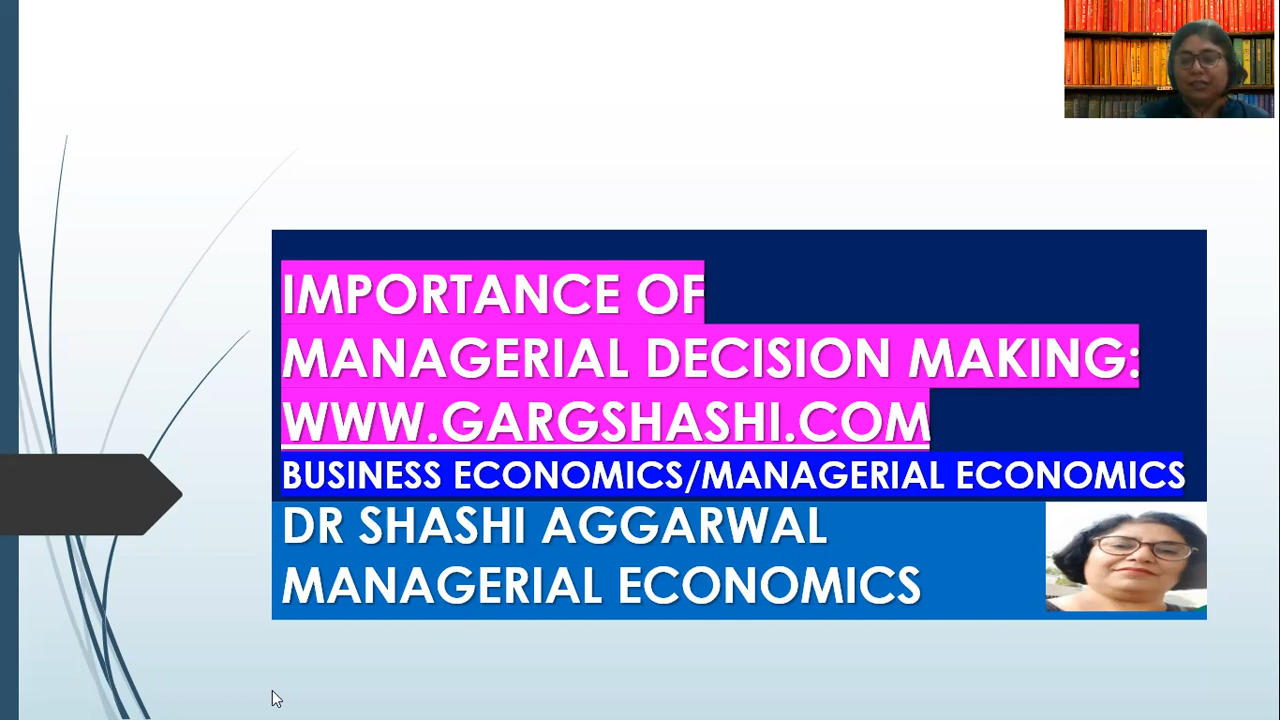 IMPORTANCE OF
MANAGERIAL DECISION MAKING:
WWW.GARGSHASHI.COM
BUSINESS ECONOMICS/MANAGERIAL ECONOMICS
DR SHASHI AGGARWAL
MANAGERIAL ECONOMICS